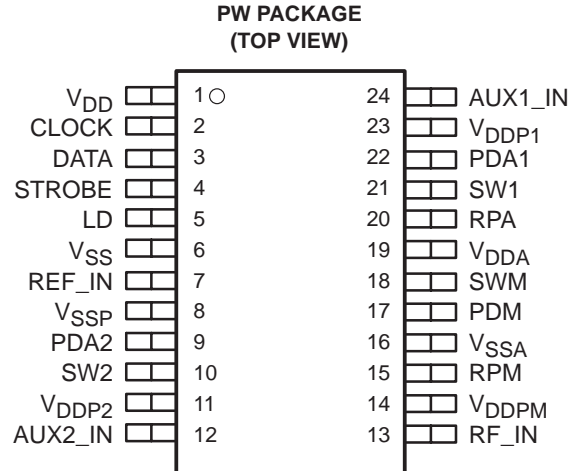 PW PACKAGE
(TOP VIEW)
VDD 1 24 AUX1_IN
CLOCK 2 23 VDDP1
DATA 3 22 PDA1
STROBE 4 21 SW1
LD 5 20 RPA
VSS 6 19 VDDA
REF_IN 7 18 SWM
VSSP 8 17 PDM
PDA2 9 16 VSSA
SW2 10 15 RPM
VDDP2 11 14 VDDPM
AUX2_IN 12 13 RF_IN